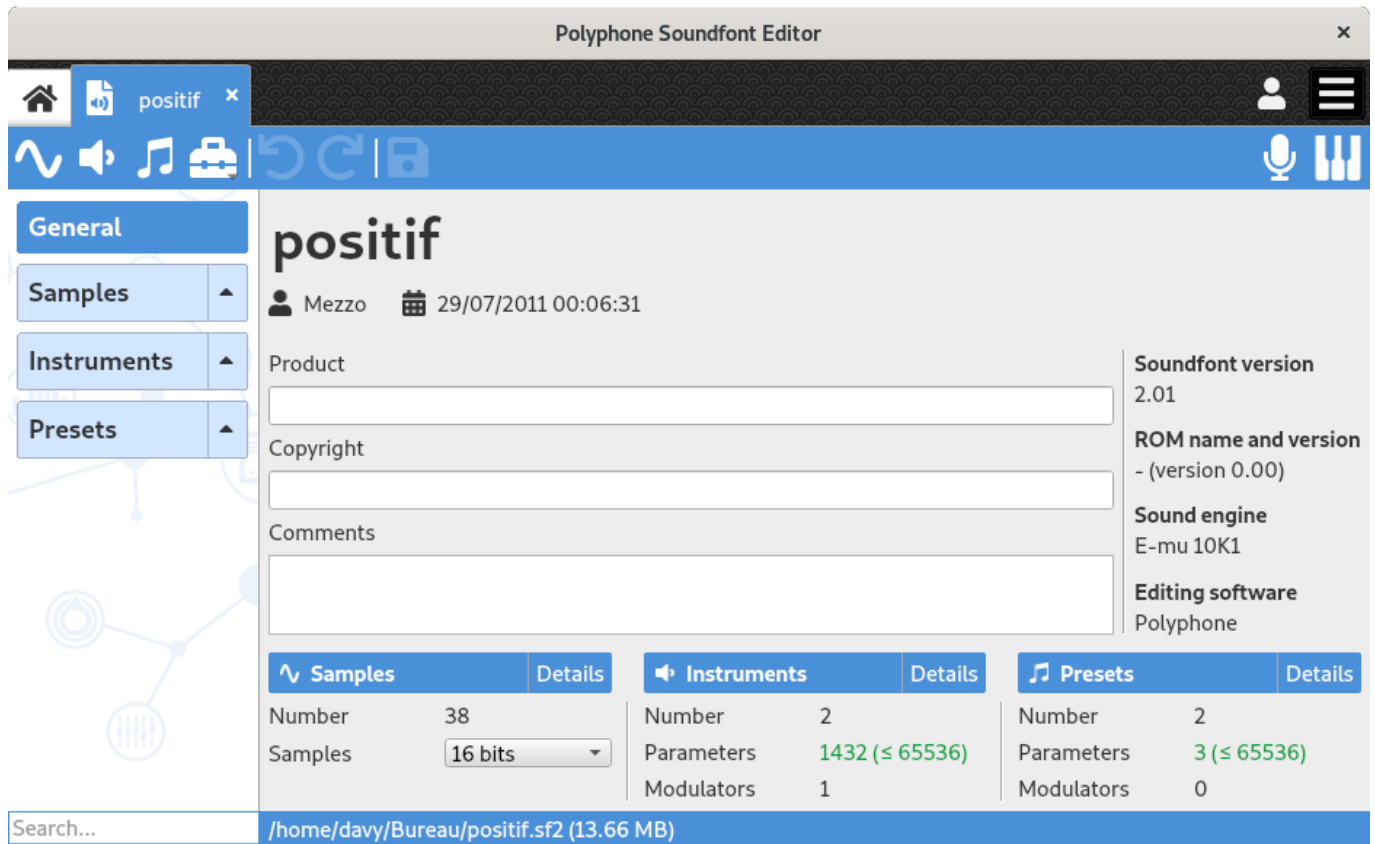 Polyphone Soundfont Editor
positif
General
Samples
Instruments
Presets
positif
Mezzo 29/07/2011 00:06:31
Product
Copyright
Comments
Soundfont version
2.01
ROM name and version
- (version 0.00)
Sound engine
E-mu 10K1
Editing software
Polyphone
Samples Details
Number 38
Samples 16 bits
Instruments Details
Number 2
Parameters 1432 (≤ 65536)
Modulators 1
Presets Details
Number 2
Parameters 3 (≤ 65536)
Modulators 0
Search...
/home/davy/Bureau/positif.sf2 (13.66 MB)